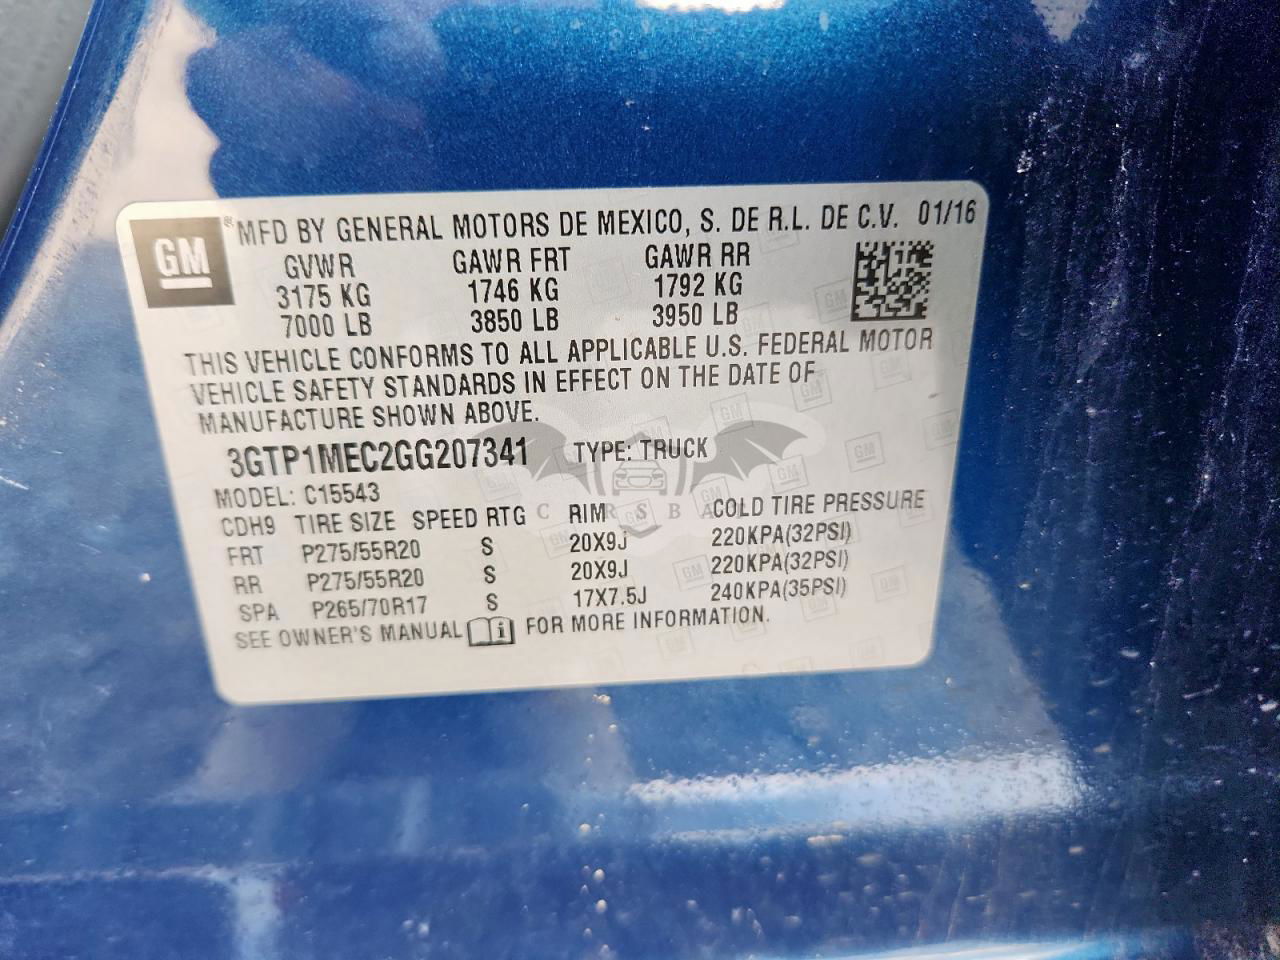 GM ® MFD BY GENERAL MOTORS DE MEXICO, S. DE R.L. DE C.V. 01/16
GVWR GAWR FRT GAWR RR
3175 KG 1746 KG 1792 KG
7000 LB 3850 LB 3950 LB
THIS VEHICLE CONFORMS TO ALL APPLICABLE U.S. FEDERAL MOTOR
VEHICLE SAFETY STANDARDS IN EFFECT ON THE DATE OF
MANUFACTURE SHOWN ABOVE.
3GTP1MEC2GG207341 TYPE: TRUCK
MODEL: C15543
CDH9 TIRE SIZE SPEED RTG RIM COLD TIRE PRESSURE
FRT P275/55R20 S 20X9J 220KPA(32PSI)
RR P275/55R20 S 20X9J 220KPA(32PSI)
SPA P265/70R17 S 17X7.5J 240KPA(35PSI)
SEE OWNER'S MANUAL FOR MORE INFORMATION.